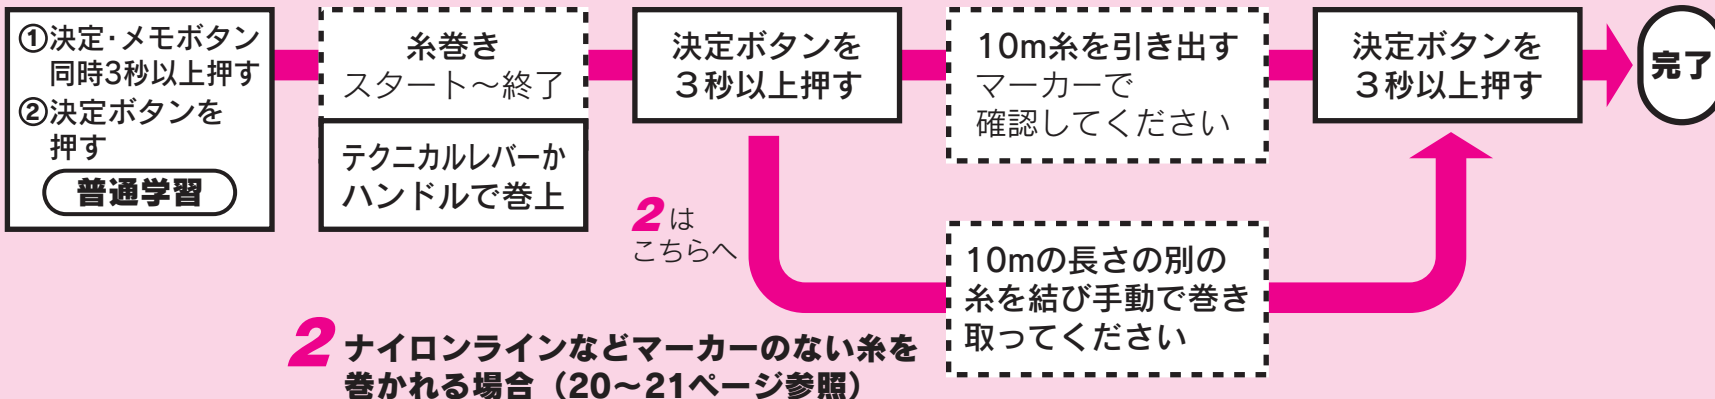 ①決定・メモボタン
同時3秒以上押す
②決定ボタンを
押す
普通学習
糸巻き
スタート〜終了
テクニカルレバーか
ハンドルで巻上
決定ボタンを
3秒以上押す
10m糸を引き出す
マーカーで
確認してください
決定ボタンを
3秒以上押す
完了
2は
こちらへ
10mの長さの別の
糸を結び手動で巻き
取ってください
2 ナイロンラインなどマーカーのない糸を
巻かれる場合（20〜21ページ参照）